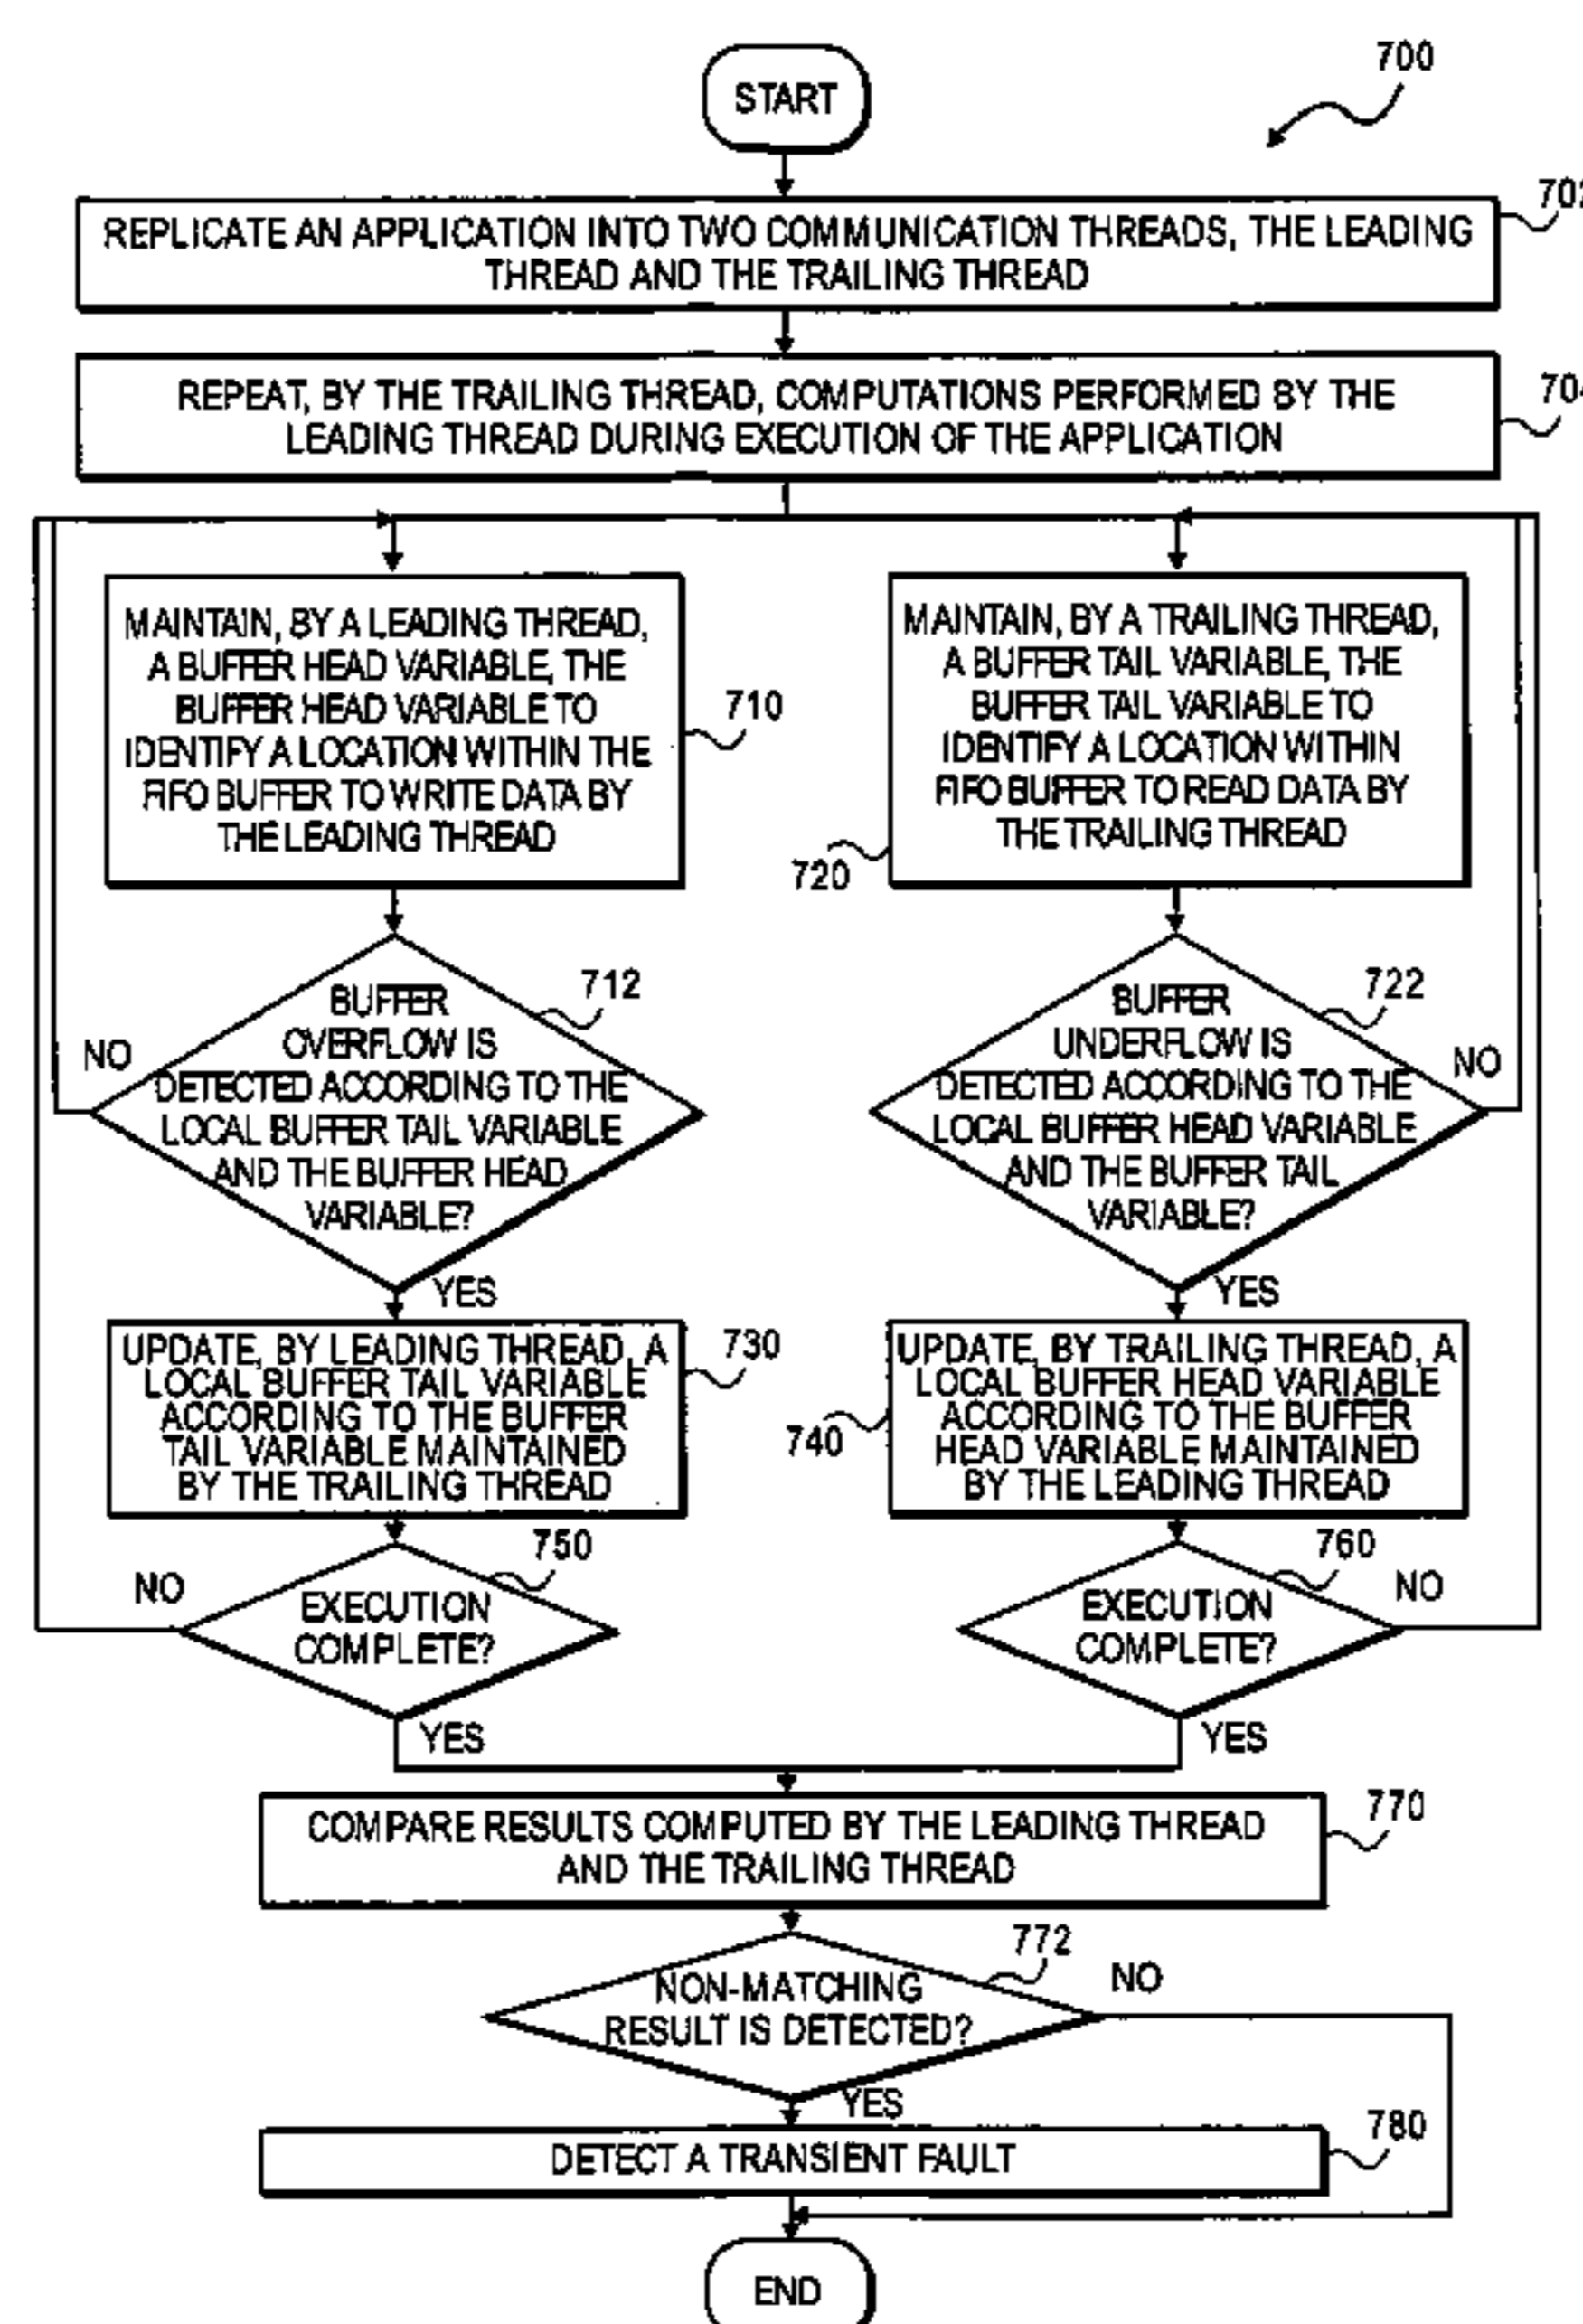 700
START
702
REPLICATE AN APPLICATION INTO TWO COMMUNICATION THREADS, THE LEADING
THREAD AND THE TRAILING THREAD
704
REPEAT, BY THE TRAILING THREAD, COMPUTATIONS PERFORMED BY THE
LEADING THREAD DURING EXECUTION OF THE APPLICATION
MAINTAIN, BY A LEADING THREAD,
A BUFFER HEAD VARIABLE, THE
BUFFER HEAD VARIABLE TO
IDENTIFY A LOCATION WITHIN THE
FIFO BUFFER TO WRITE DATA BY
THE LEADING THREAD
710
MAINTAIN, BY A TRAILING THREAD,
A BUFFER TAIL VARIABLE, THE
BUFFER TAIL VARIABLE TO
IDENTIFY A LOCATION WITHIN
FIFO BUFFER TO READ DATA BY
THE TRAILING THREAD
720
712
BUFFER
OVERFLOW IS
DETECTED ACCORDING TO THE
LOCAL BUFFER TAIL VARIABLE
AND THE BUFFER HEAD
VARIABLE?
NO
YES
722
BUFFER
UNDERFLOW IS
DETECTED ACCORDING TO THE
LOCAL BUFFER HEAD VARIABLE
AND THE BUFFER TAIL
VARIABLE?
NO
YES
UPDATE, BY LEADING THREAD, A
LOCAL BUFFER TAIL VARIABLE
ACCORDING TO THE BUFFER
TAIL VARIABLE MAINTAINED
BY THE TRAILING THREAD
730
UPDATE, BY TRAILING THREAD, A
LOCAL BUFFER HEAD VARIABLE
ACCORDING TO THE BUFFER
HEAD VARIABLE MAINTAINED
BY THE LEADING THREAD
740
750
NO
EXECUTION
COMPLETE?
YES
760
NO
EXECUTION
COMPLETE?
YES
770
COMPARE RESULTS COMPUTED BY THE LEADING THREAD
AND THE TRAILING THREAD
772
NON-MATCHING
RESULT IS DETECTED?
NO
YES
780
DETECT A TRANSIENT FAULT
END